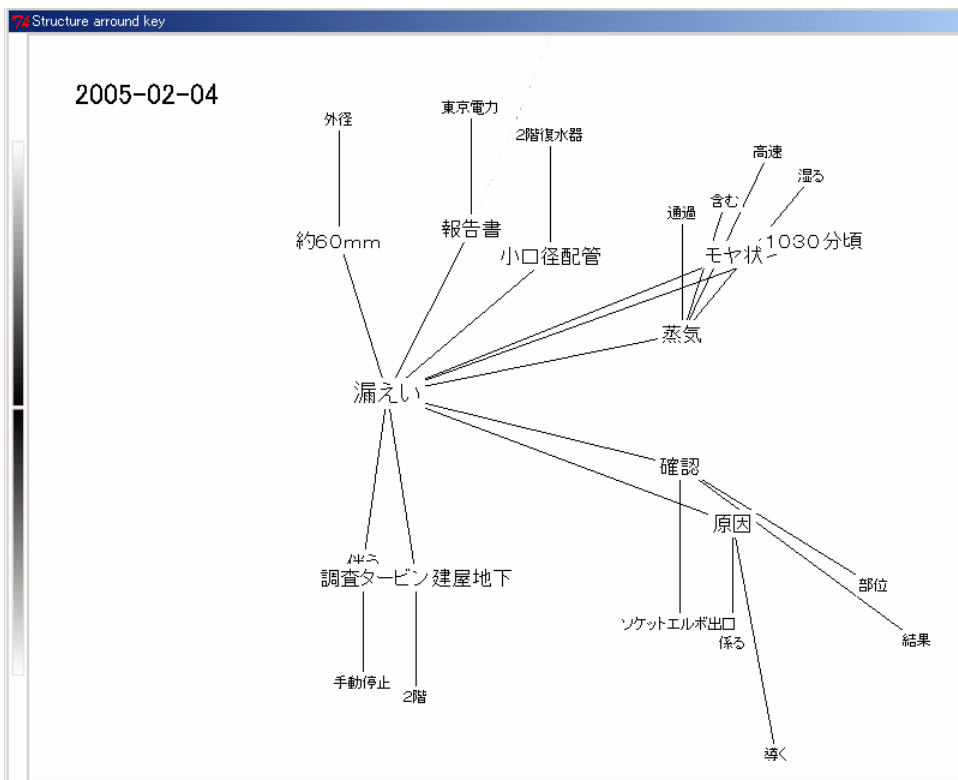 Structure arround key
2005-02-04
外径
東京電力
2階復水器
高速
湿る
含む
通過
約60mm
報告書
小口径配管
モヤ状
1030分頃
蒸気
漏えい
確認
原因
伴う
調査タービン建屋地下
部位
ソケットエルボ出口
係る
結果
手動停止
2階
導く